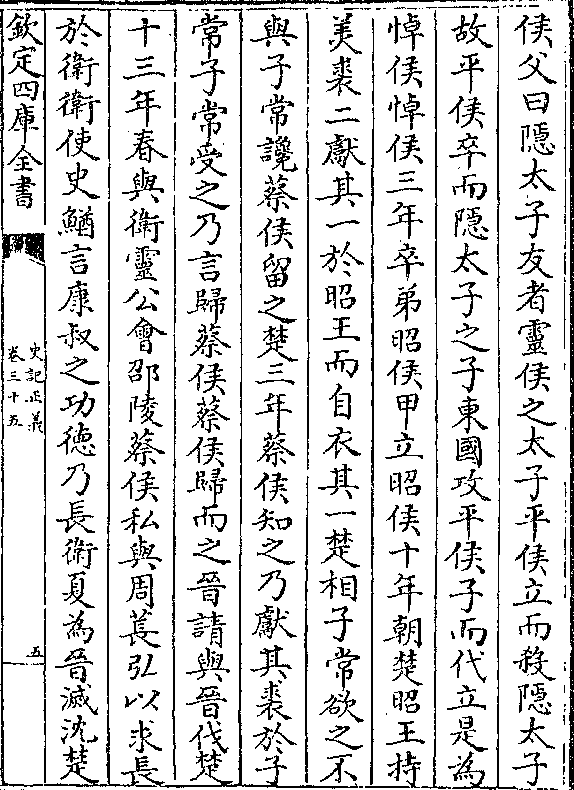 侯父曰隠太子友者靈侯之太子平侯立而殺隠太子
故平侯卒而隠太子之子東國攻平侯子而代立是為
悼侯悼侯三年卒弟昭侯甲立昭侯十年朝楚昭王持
美裘二獻其一於昭王而自衣其一楚相子常欲之不
與子常讒蔡侯留之楚三年蔡侯知之乃獻其裘於子
常子常受之乃言歸蔡侯蔡侯歸而之晉請與晉伐楚
十三年春與衛靈公會邵陵蔡侯私與周萇弘以求長
於衛衛使史鰌言康叔之功德乃長衛夏為晉滅沈楚
欽定四庫全書
史記正義
卷三十五
五